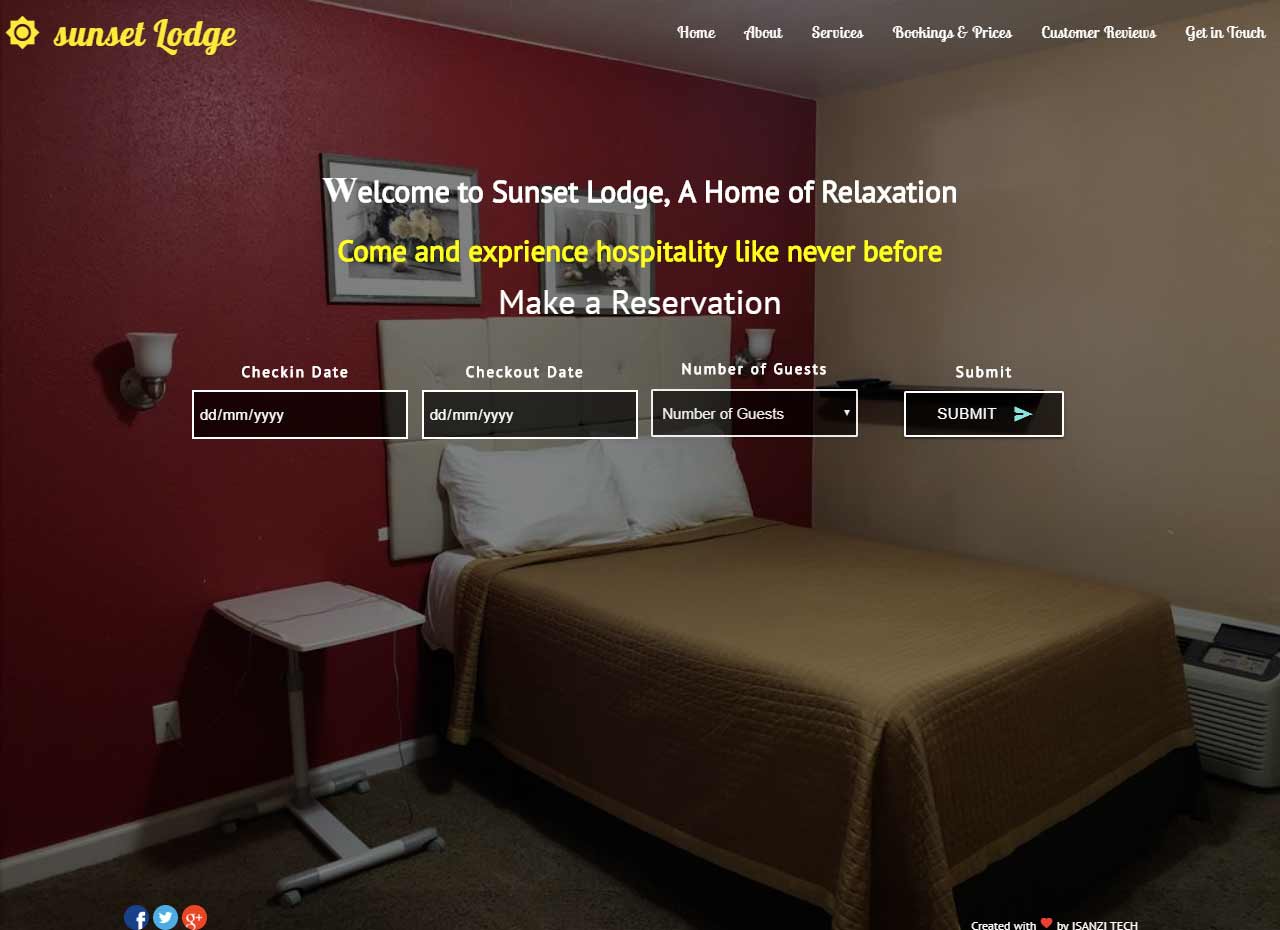 sunset Lodge
Home About Services Bookings & Prices Customer Reviews Get in Touch
Welcome to Sunset Lodge, A Home of Relaxation
Come and exprience hospitality like never before
Make a Reservation
Checkin Date Checkout Date Number of Guests Submit
dd/mm/yyyy dd/mm/yyyy Number of Guests SUBMIT
f g+ Created with by ISANZI TECH